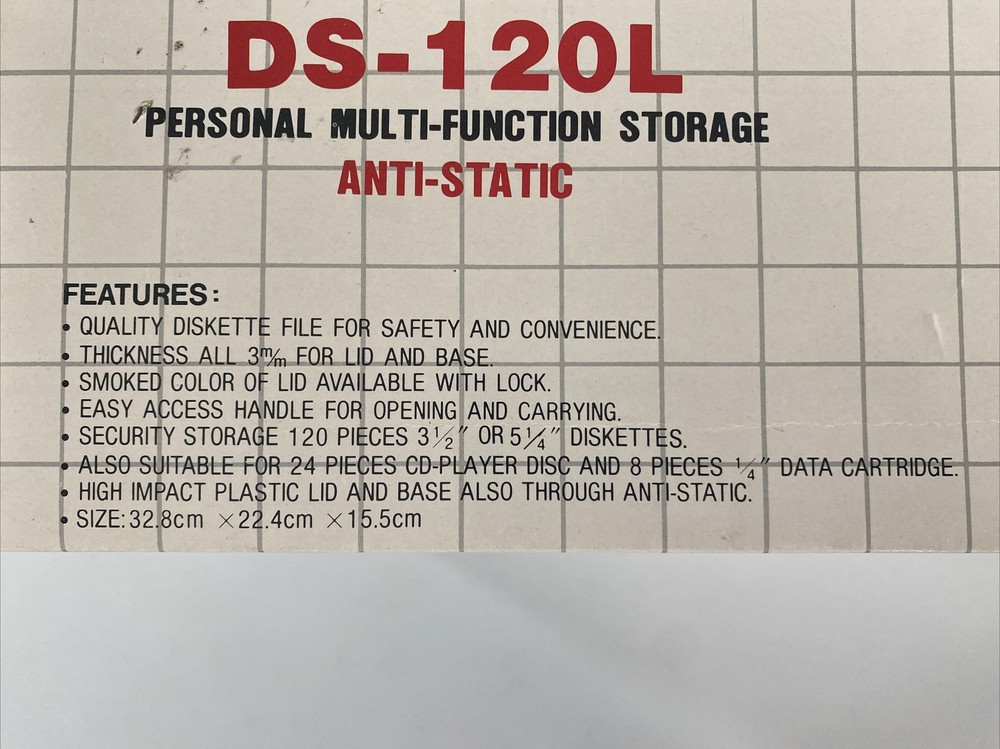 DS-120L
PERSONAL MULTI-FUNCTION STORAGE
ANTI-STATIC
FEATURES:
• QUALITY DISKETTE FILE FOR SAFETY AND CONVENIENCE.
• THICKNESS ALL 3m/m FOR LID AND BASE.
• SMOKED COLOR OF LID AVAILABLE WITH LOCK.
• EASY ACCESS HANDLE FOR OPENING AND CARRYING.
• SECURITY STORAGE 120 PIECES 3 1/2" OR 5 1/4" DISKETTES.
• ALSO SUITABLE FOR 24 PIECES CD-PLAYER DISC AND 8 PIECES 1/4" DATA CARTRIDGE.
• HIGH IMPACT PLASTIC LID AND BASE ALSO THROUGH ANTI-STATIC.
• SIZE: 32.8cm ×22.4cm ×15.5cm